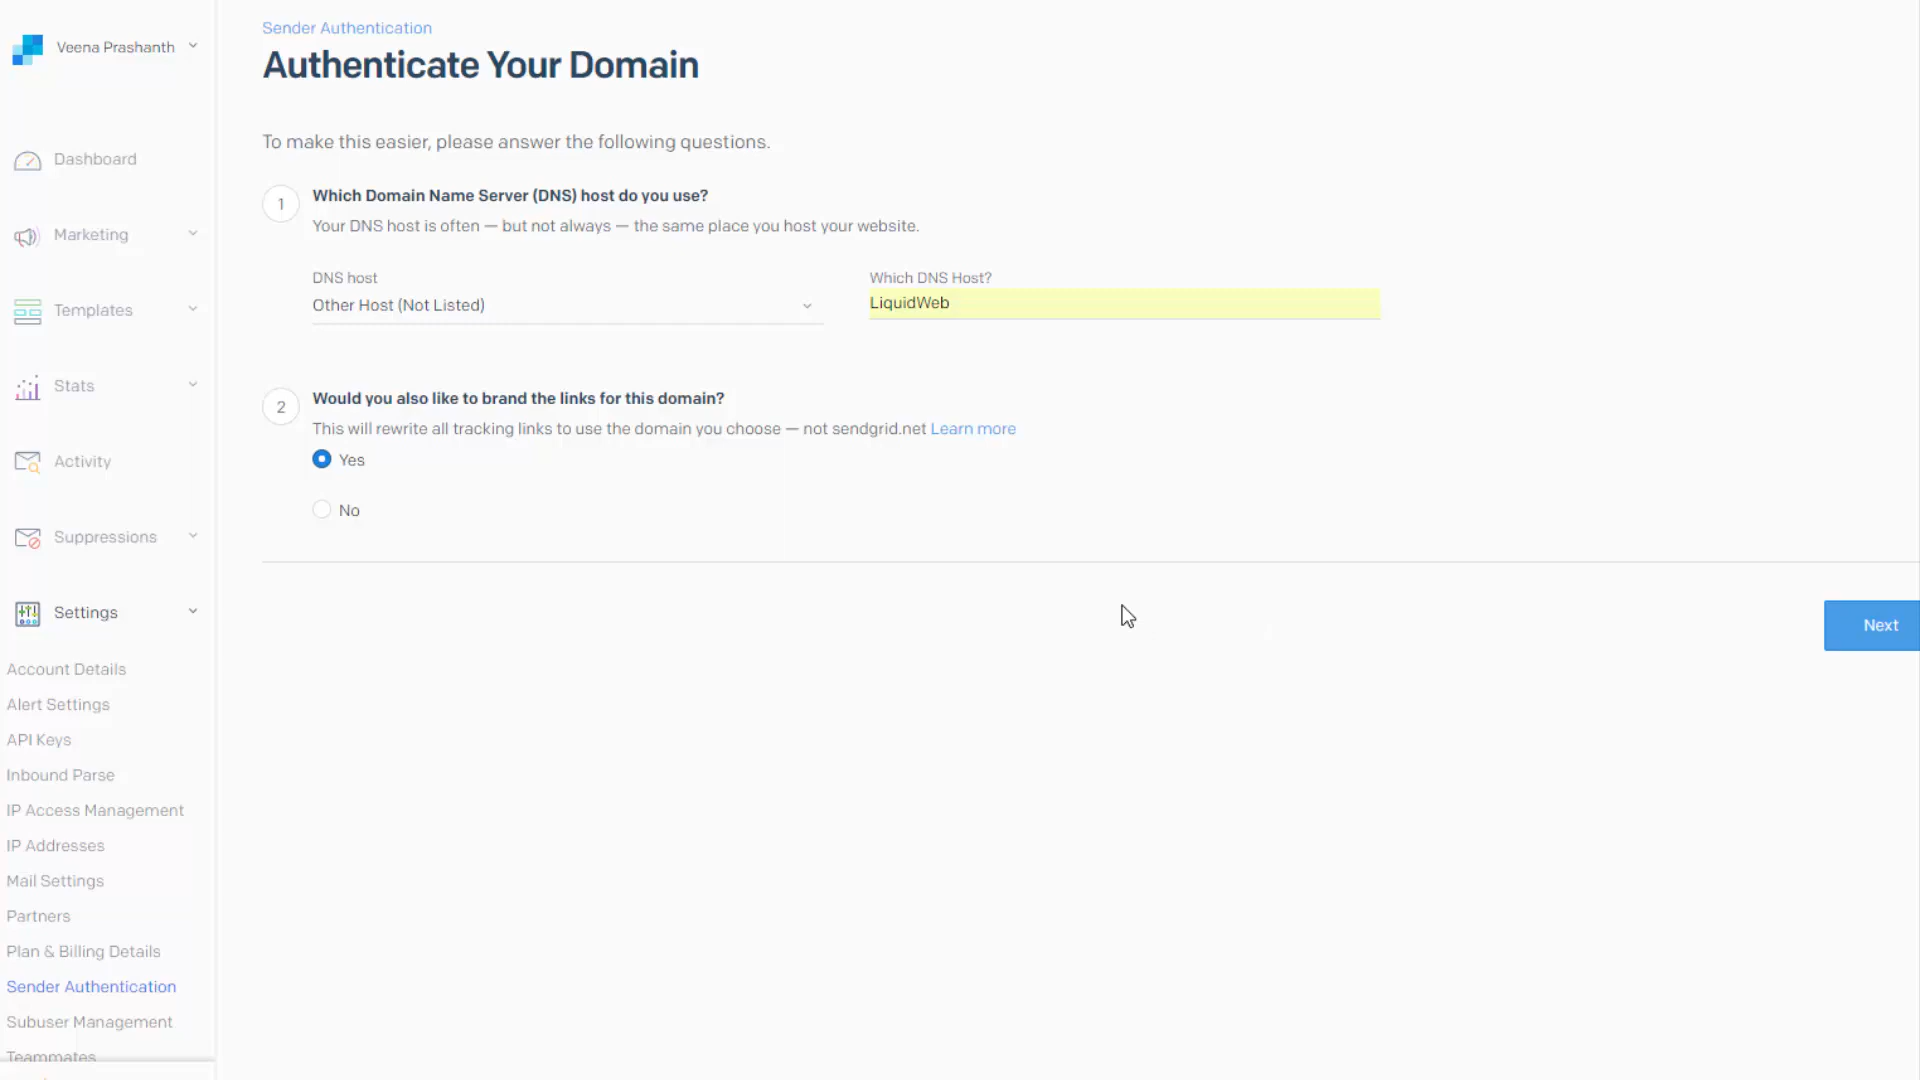 Veena Prashanth
Dashboard
Marketing
Templates
Stats
Activity
Suppressions
Settings
Account Details
Alert Settings
API Keys
Inbound Parse
IP Access Management
IP Addresses
Mail Settings
Partners
Plan & Billing Details
Sender Authentication
Subuser Management
Teammates
Sender Authentication
Authenticate Your Domain
To make this easier, please answer the following questions.
1
Which Domain Name Server (DNS) host do you use?
Your DNS host is often — but not always — the same place you host your website.
DNS host
Other Host (Not Listed)
Which DNS Host?
LiquidWeb
2
Would you also like to brand the links for this domain?
This will rewrite all tracking links to use the domain you choose — not sendgrid.net Learn more
Yes
No
Next